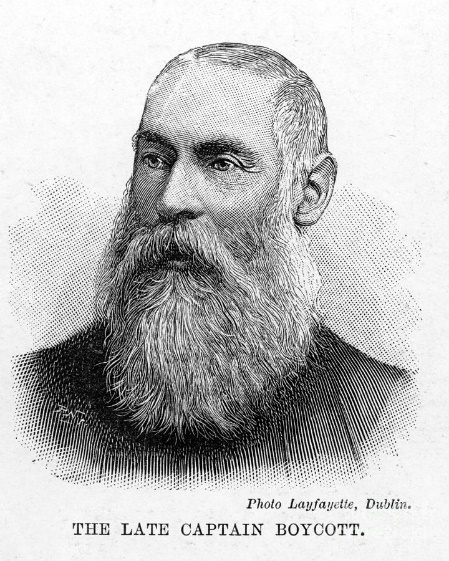 Photo Layfayette, Dublin.
THE LATE CAPTAIN BOYCOTT.